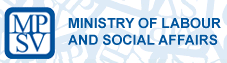 MP
SV
MINISTRY OF LABOUR
AND SOCIAL AFFAIRS